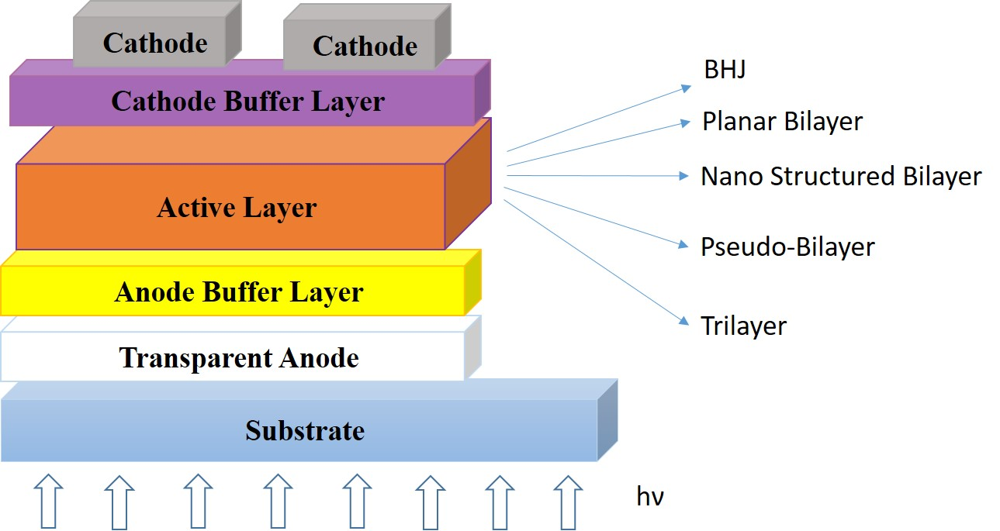 Cathode
Cathode
Cathode Buffer Layer
Active Layer
Anode Buffer Layer
Transparent Anode
Substrate
BHJ
Planar Bilayer
Nano Structured Bilayer
Pseudo-Bilayer
Trilayer
hν